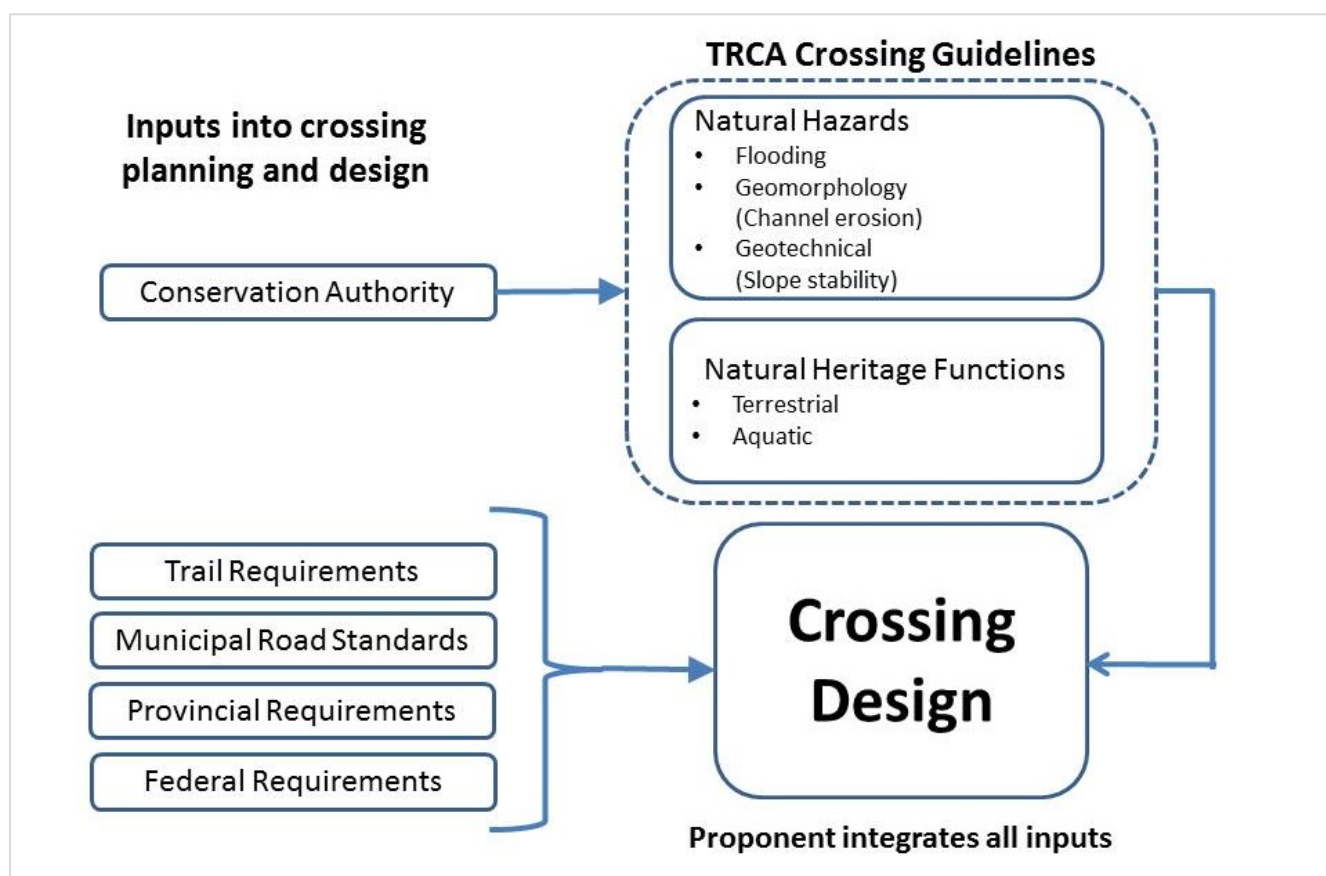 TRCA Crossing Guidelines
Inputs into crossing
planning and design
Conservation Authority
Natural Hazards
• Flooding
• Geomorphology
(Channel erosion)
• Geotechnical
(Slope stability)
Natural Heritage Functions
• Terrestrial
• Aquatic
Trail Requirements
Municipal Road Standards
Provincial Requirements
Federal Requirements
Crossing
Design
Proponent integrates all inputs